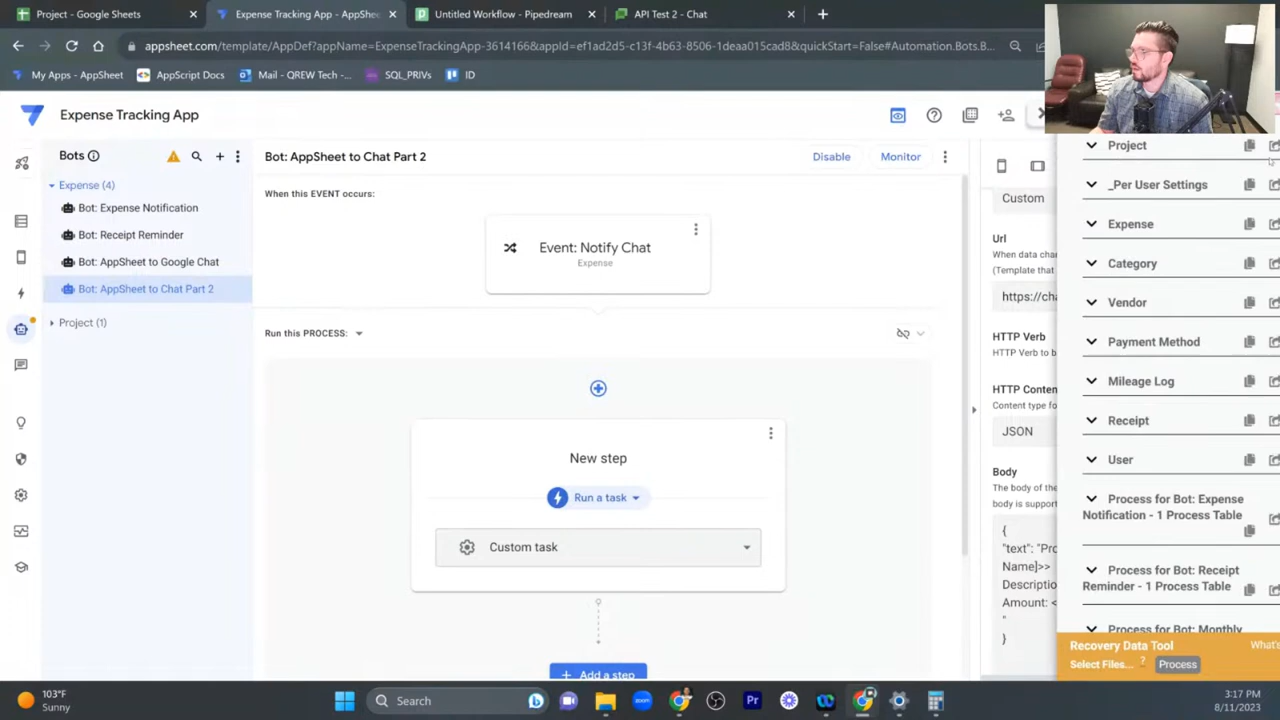 Project - Google Sheets
Expense Tracking App - AppShe
Untitled Workflow - Pipedream
API Test 2 - Chat
appsheet.com/template/AppDef?appName=ExpenseTrackingApp-3614166&appId=ef1ad2d5-c13f-4b63-8506-1deaa015cad8&quickStart=False#Automation.Bots.B...
My Apps - AppSheet
AppScript Docs
Mail - QREW Tech -...
SQL_PRIVs
ID
Expense Tracking App
Bots
Bot: AppSheet to Chat Part 2
Disable
Monitor
When this EVENT occurs:
Expense (4)
Bot: Expense Notification
Bot: Receipt Reminder
Bot: AppSheet to Google Chat
Bot: AppSheet to Chat Part 2
Project (1)
Event: Notify Chat
Expense
Run this PROCESS:
New step
Run a task
Custom task
Add a step
Custom
Url
When data cha
(Template that
https://cha
HTTP Verb
HTTP Verb to b
HTTP Conten
Content type fo
JSON
Body
The body of the
body is support
{
"text": "Pro
Name]>>
Description
Amount: <
"
}
Project
_Per User Settings
Expense
Category
Vendor
Payment Method
Mileage Log
Receipt
User
Process for Bot: Expense
Notification - 1 Process Table
Process for Bot: Receipt
Reminder - 1 Process Table
Process for Bot: Monthly
Recovery Data Tool
What's
Select Files...
?
Process
103°F
Sunny
Search
3:17 PM
8/11/2023